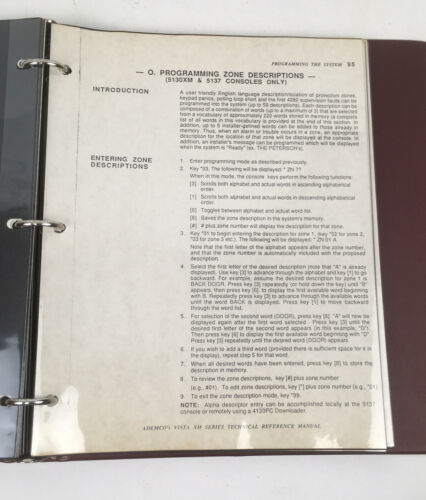 PROGRAMMING THE SYSTEM 95
— O. PROGRAMMING ZONE DESCRIPTIONS —
(5130XM & 5137 CONSOLES ONLY)
INTRODUCTION
A user friendly English language description/location of protection zones,
keypad panics, polling loop short and the first 4280 supervision faults can be
programmed into the system (up to 59 descriptions). Each description can be
composed of a combination of words (up to a maximum of 3) that are selected
from a vocabulary of approximately 220 words stored in memory (a complete
list of all words in this vocabulary is provided at the end of this section. In
addition, up to 6 installer-defined words can be added to those already in
memory. Thus, when an alarm or trouble occurs in a zone, an appropriate
description for the location of that zone will be displayed at the console. In
addition, an installer's message can be programmed which will be displayed
when the system is "Ready" (ex. THE PETERSON's).
ENTERING ZONE
DESCRIPTIONS
1. Enter programming mode as described previously.
2. Key *93. The following will be displayed: * ZN ??
When in this mode, the console keys perform the following functions:
[3] Scrolls both alphabet and actual words in ascending alphabetical
order.
[1] Scrolls both alphabet and actual words in descending alphabetical
order.
[6] Toggles between alphabet and actual word list.
[8] Saves the zone description in the system's memory.
[#] # plus zone number will display the description for that zone.
3. Key *01 to begin entering the description for zone 1, (key *02 for zone 2,
*03 for zone 3 etc.). The following will be displayed: * ZN 01 A
Note that the first letter of the alphabet appears after the zone number,
and that the zone number is automatically included with the proposed
description.
4. Select the first letter of the desired description (note that "A" is already
displayed). Use key [3] to advance through the alphabet and key [1] to go
backward. For example, assume the desired description for zone 1 is
BACK DOOR. Press key [3] repeatedly (or hold down the key) until "B"
appears, then press key [6], to display the first available word beginning
with B. Repeatedly press key [3] to advance through the available words
until the word BACK is displayed. Press key [1] to move backward
through the word list.
5. For selection of the second word (DOOR), press key [6]. "A" will now be
displayed again after the first word selected . Press key [3] until the
desired first letter of the second word appears (in this example, "D").
Then press key [6] to display the first available word beginning with "D".
Press key [3] repeatedly until the desired word (DOOR) appears.
6. If you wish to add a third word (provided there is sufficient space for it in
the display), repeat step 5 for that word.
7. When all desired words have been entered, press key [8] to store the
description in memory.
8. To review the zone descriptions, key [#] plus zone number
(e.g., #01). To edit zone descriptions, key [*] plus zone number (e.g., *01)
9. To exit the zone description mode, key *99.
NOTE: Alpha descriptor entry can be accomplished locally at the 5137
console or remotely using a 4130PC Downloader.
ADEMCO's VISTA XM SERIES TECHNICAL REFERENCE MANUAL